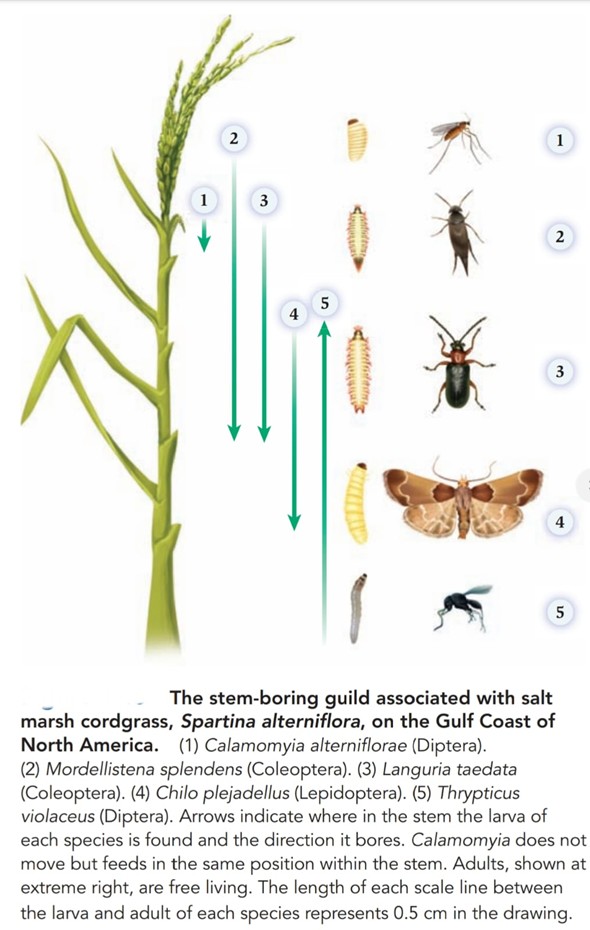 2
1
1
3
2
5
4
3
4
5
The stem-boring guild associated with salt
marsh cordgrass, Spartina alterniflora, on the Gulf Coast of
North America. (1) Calamomyia alterniflorae (Diptera).
(2) Mordellistena splendens (Coleoptera). (3) Languria taedata
(Coleoptera). (4) Chilo plejadellus (Lepidoptera). (5) Thrypticus
violaceus (Diptera). Arrows indicate where in the stem the larva of
each species is found and the direction it bores. Calamomyia does not
move but feeds in the same position within the stem. Adults, shown at
extreme right, are free living. The length of each scale line between
the larva and adult of each species represents 0.5 cm in the drawing.